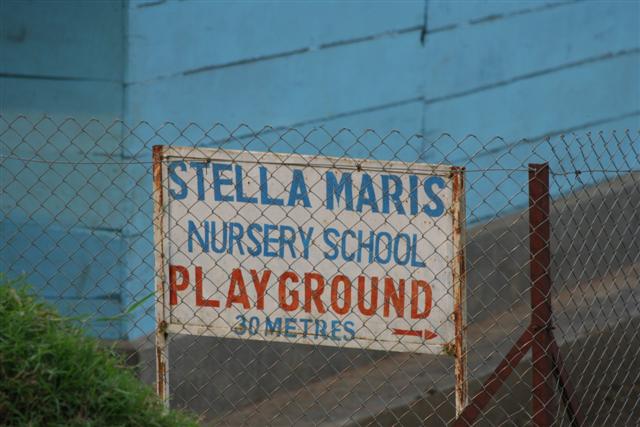 STELLA MARIS
NURSERY SCHOOL
PLAYGROUND
30 METRES